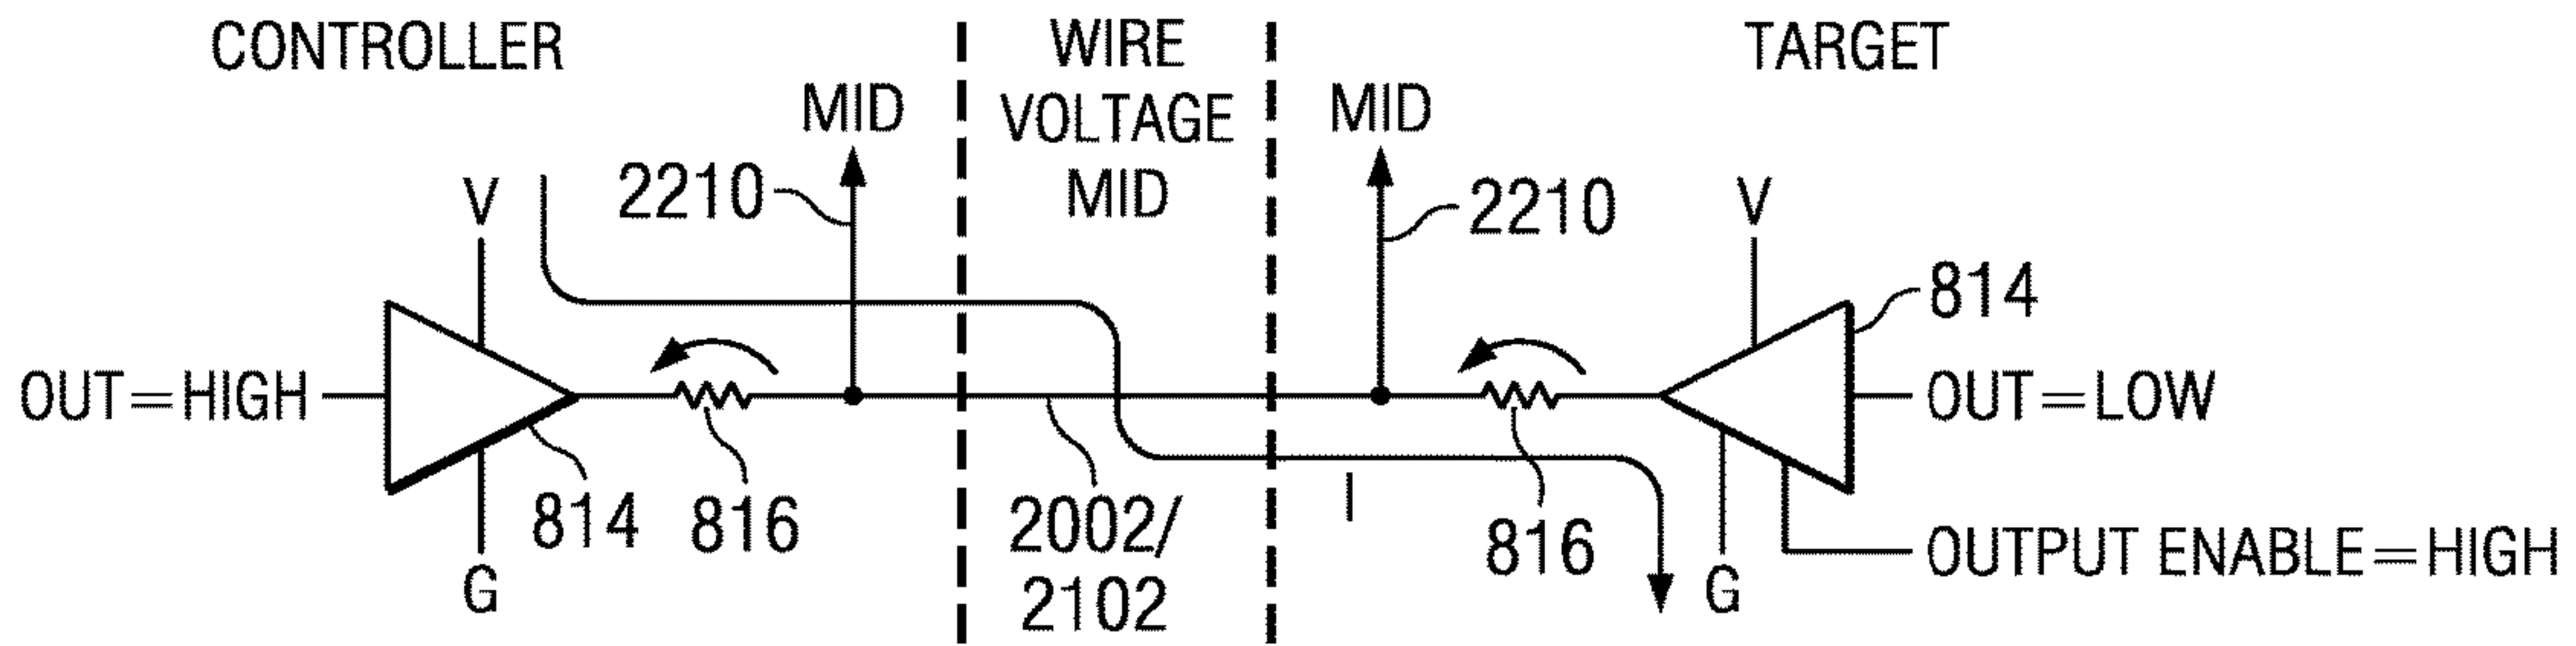 CONTROLLER
WIRE
VOLTAGE
MID
TARGET
MID
MID
2210
2210
V
V
814
OUT=HIGH
OUT=LOW
814
816
2002/
2102
I
816
OUTPUT ENABLE=HIGH
G
G